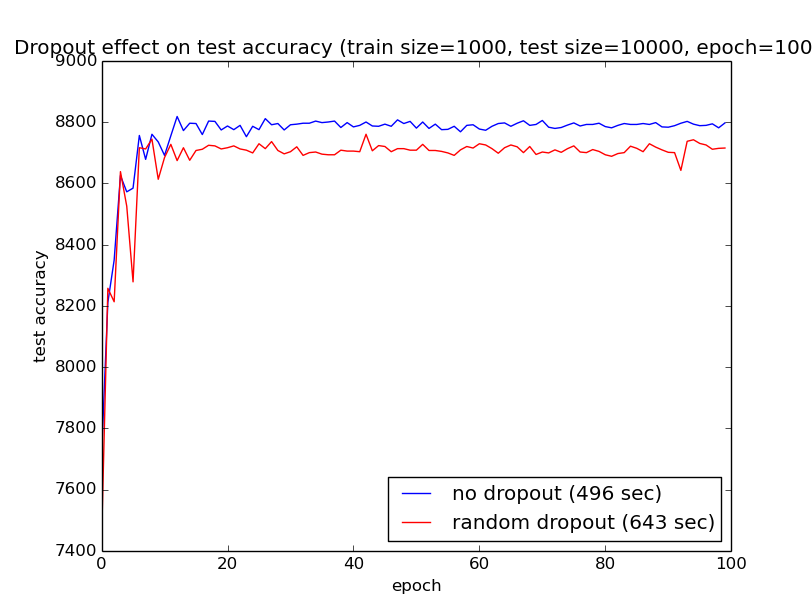 Dropout effect on test accuracy (train size=1000, test size=10000, epoch=100
9000
8800
8600
8400
8200
8000
7800
7600
7400
test accuracy
no dropout (496 sec)
random dropout (643 sec)
0 20 40 60 80 100
epoch